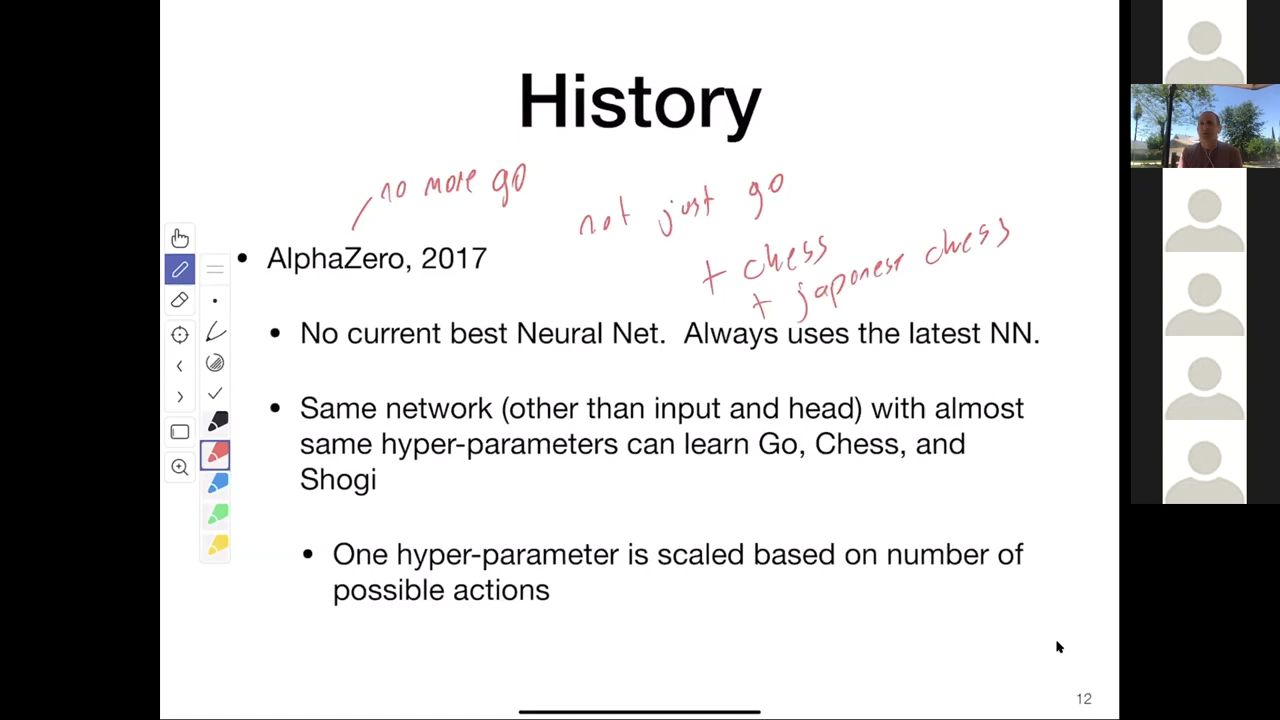 History
no more go
not just go
+ chess
+ japonese chess
• AlphaZero, 2017
• No current best Neural Net. Always uses the latest NN.
• Same network (other than input and head) with almost
same hyper-parameters can learn Go, Chess, and
Shogi
• One hyper-parameter is scaled based on number of
possible actions
12